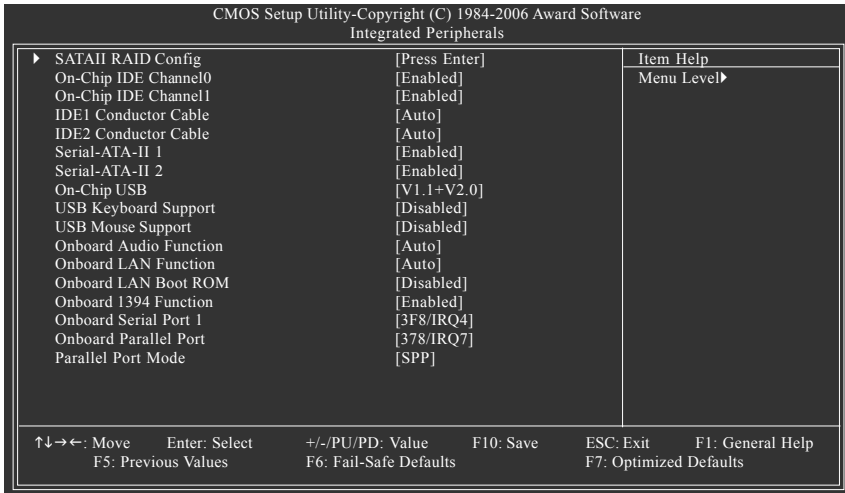 CMOS Setup Utility-Copyright (C) 1984-2006 Award Software
Integrated Peripherals
SATAII RAID Config [Press Enter]
On-Chip IDE Channel0 [Enabled]
On-Chip IDE Channel1 [Enabled]
IDE1 Conductor Cable [Auto]
IDE2 Conductor Cable [Auto]
Serial-ATA-II 1 [Enabled]
Serial-ATA-II 2 [Enabled]
On-Chip USB [V1.1+V2.0]
USB Keyboard Support [Disabled]
USB Mouse Support [Disabled]
Onboard Audio Function [Auto]
Onboard LAN Function [Auto]
Onboard LAN Boot ROM [Disabled]
Onboard 1394 Function [Enabled]
Onboard Serial Port 1 [3F8/IRQ4]
Onboard Parallel Port [378/IRQ7]
Parallel Port Mode [SPP]
Item Help
Menu Level▶
↑↓→←: Move Enter: Select +/-/PU/PD: Value F10: Save ESC: Exit F1: General Help
F5: Previous Values F6: Fail-Safe Defaults F7: Optimized Defaults